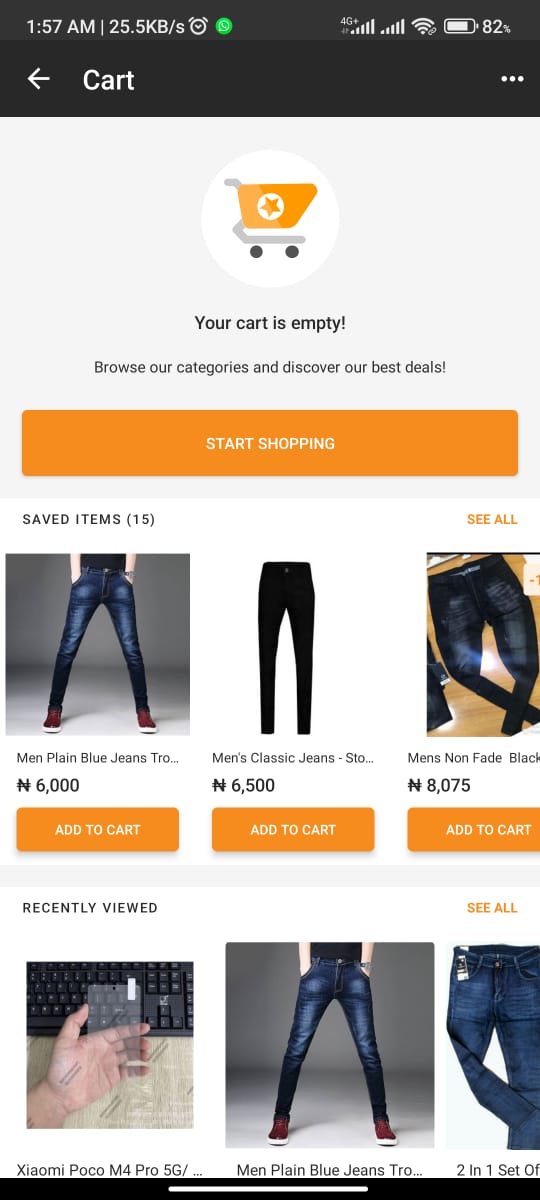 1:57 AM | 25.5KB/s 4G+ 82%
Cart
Your cart is empty!
Browse our categories and discover our best deals!
START SHOPPING
SAVED ITEMS (15) SEE ALL
-1
Men Plain Blue Jeans Tro... Men's Classic Jeans - Sto... Mens Non Fade Black
₦ 6,000 ₦ 6,500 ₦ 8,075
ADD TO CART ADD TO CART ADD TO CART
RECENTLY VIEWED SEE ALL
Xiaomi Poco M4 Pro 5G/ ... Men Plain Blue Jeans Tro... 2 In 1 Set Of